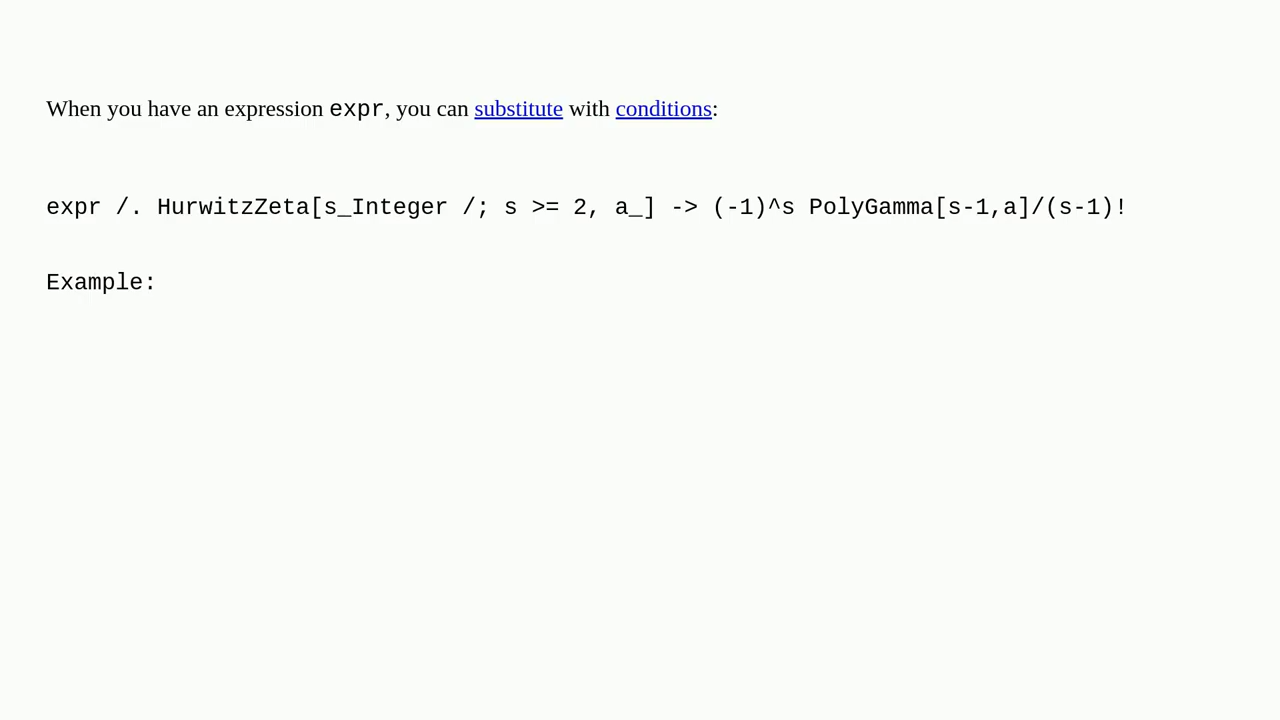 When you have an expression expr, you can substitute with conditions:
expr /. HurwitzZeta[s_Integer /; s >= 2, a_] -> (-1)^s PolyGamma[s-1,a]/(s-1)!
Example: